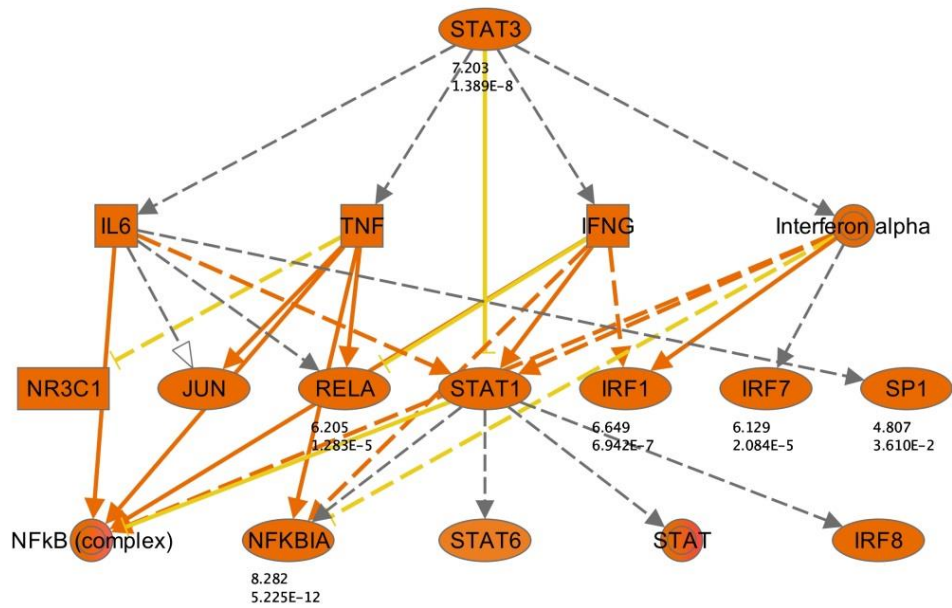 STAT3
7.203
1.389E-8
IL6
TNF
IFNG
Interferon alpha
NR3C1
JUN
RELA
STAT1
IRF1
IRF7
SP1
6.205
1.283E-5
6.649
6.942E-7
6.129
2.084E-5
4.807
3.610E-2
NFkB (complex)
NFKBIA
STAT6
STAT
IRF8
8.282
5.225E-12